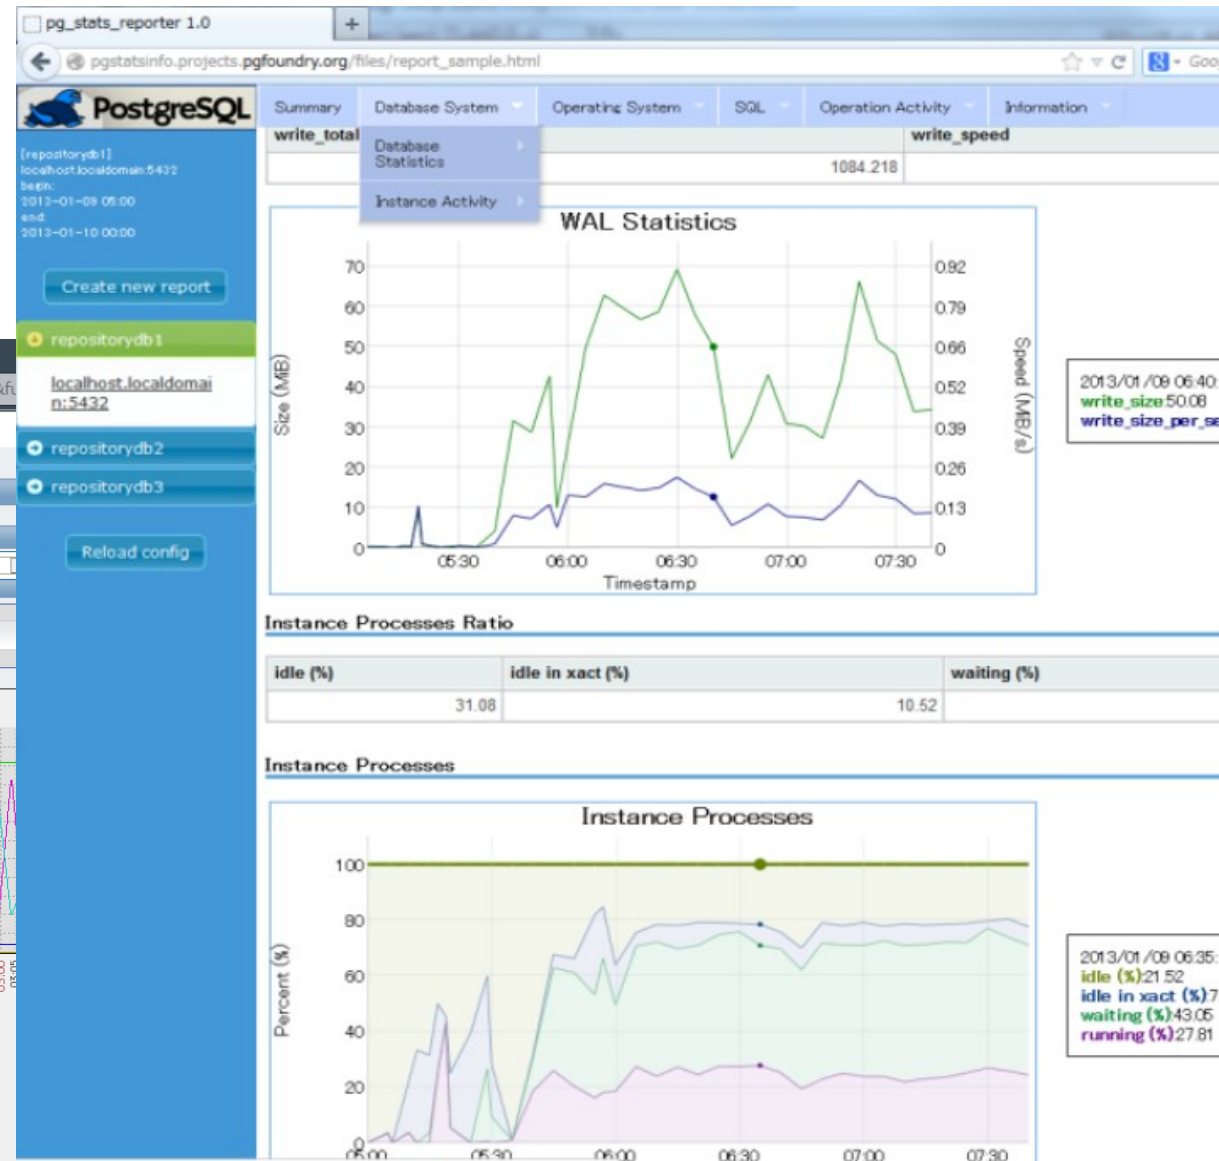 pg_stats_reporter 1.0
+
pgstatsinfo.projects.pgfoundry.org/files/report_sample.html
PostgreSQL
Summary Database System Operating System SQL Operation Activity Information
[repositorydb1]
localhost.localdomain:5432
begin:
2013-01-09 05:00
end:
2013-01-10 00:00
Create new report
repositorydb1
localhost.localdomai
n:5432
repositorydb2
repositorydb3
Reload config
Database
Statistics
Instance Activity
write_total write_speed
1084.218
WAL Statistics
70
60
50
40
30
20
10
0
Size (MiB)
0.92
0.79
0.66
0.52
0.39
0.26
0.13
0
Speed (MiB/s)
05:30 06:00 06:30 07:00 07:30
Timestamp
2013/01/09 06:40:
write_size:50.08
write_size_per_se
Instance Processes Ratio
idle (%) idle in xact (%) waiting (%)
31.08 10.52
Instance Processes
Instance Processes
100
80
60
40
20
0
Percent (%)
05:00 05:30 06:00 06:30 07:00 07:30
2013/01/09 06:35:
idle (%):21.52
idle in xact (%):7
waiting (%):43.05
running (%):27.81